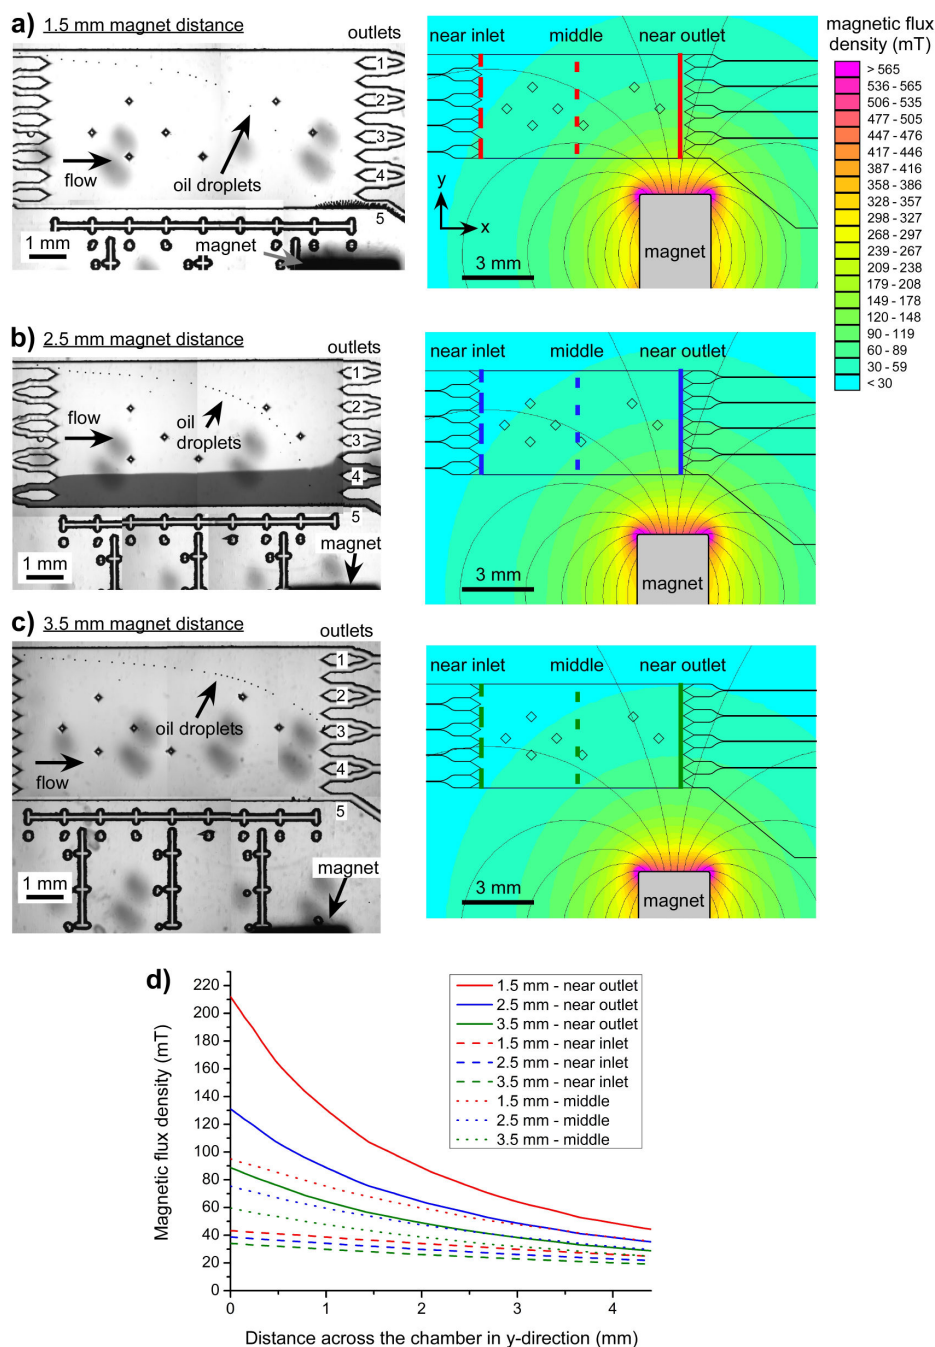 a) 1.5 mm magnet distance
outlets
1
2
3
4
5
flow
oil droplets
magnet
1 mm
near inlet
middle
near outlet
y
x
magnet
3 mm
magnetic flux
density (mT)
> 565
536 - 565
506 - 535
477 - 505
447 - 476
417 - 446
387 - 416
358 - 386
328 - 357
298 - 327
268 - 297
239 - 267
209 - 238
179 - 208
149 - 178
120 - 148
90 - 119
60 - 89
30 - 59
< 30
b) 2.5 mm magnet distance
1
2
3
4
5
flow
oil
droplets
magnet
1 mm
near inlet
middle
near outlet
magnet
3 mm
c) 3.5 mm magnet distance
outlets
1
2
3
4
5
oil droplets
flow
magnet
1 mm
near inlet
middle
near outlet
magnet
3 mm
d)
220
200
180
160
140
120
100
80
60
40
20
0
Magnetic flux density (mT)
1.5 mm - near outlet
2.5 mm - near outlet
3.5 mm - near outlet
1.5 mm - near inlet
2.5 mm - near inlet
3.5 mm - near inlet
1.5 mm - middle
2.5 mm - middle
3.5 mm - middle
0 1 2 3 4
Distance across the chamber in y-direction (mm)